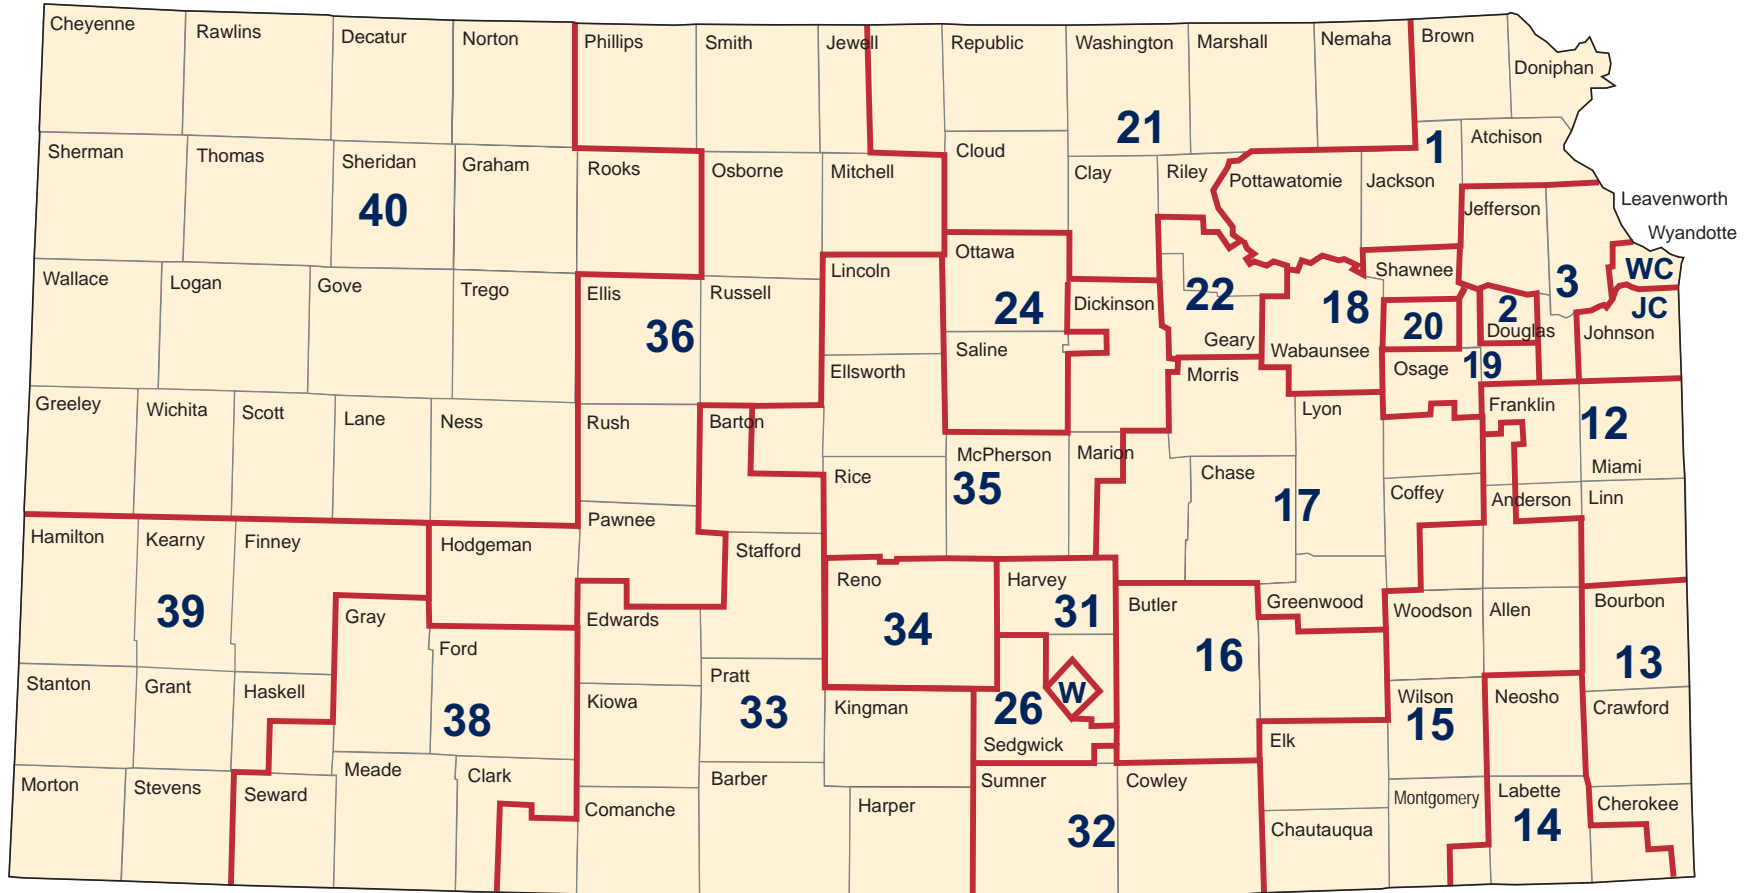 Cheyenne
Rawlins
Decatur
Norton
Phillips
Smith
Jewell
Republic
Washington
Marshall
Nemaha
Brown
Doniphan
21
1
Sherman
Thomas
Sheridan
Graham
Rooks
Osborne
Mitchell
Cloud
Clay
Riley
Pottawatomie
Jackson
Atchison
40
Jefferson
Leavenworth
Wyandotte
Wallace
Logan
Gove
Trego
Ellis
Russell
Lincoln
Ottawa
Dickinson
22
Geary
Shawnee
18
Wabaunsee
20
2
Douglas
3
WC
JC
Johnson
36
24
Saline
Ellsworth
Morris
Osage
19
Greeley
Wichita
Scott
Lane
Ness
Rush
Barton
Rice
McPherson
35
Marion
Chase
17
Lyon
Coffey
Franklin
12
Miami
Anderson
Linn
Hamilton
Kearny
Finney
Hodgeman
Pawnee
Stafford
39
Gray
Ford
Edwards
Reno
34
Harvey
31
Butler
16
Greenwood
Woodson
Allen
Bourbon
13
Stanton
Grant
Haskell
38
Kiowa
Pratt
33
Kingman
26
W
Sedgwick
Elk
Wilson
15
Neosho
Crawford
Morton
Stevens
Seward
Meade
Clark
Comanche
Barber
Harper
Sumner
32
Cowley
Chautauqua
Montgomery
Labette
14
Cherokee